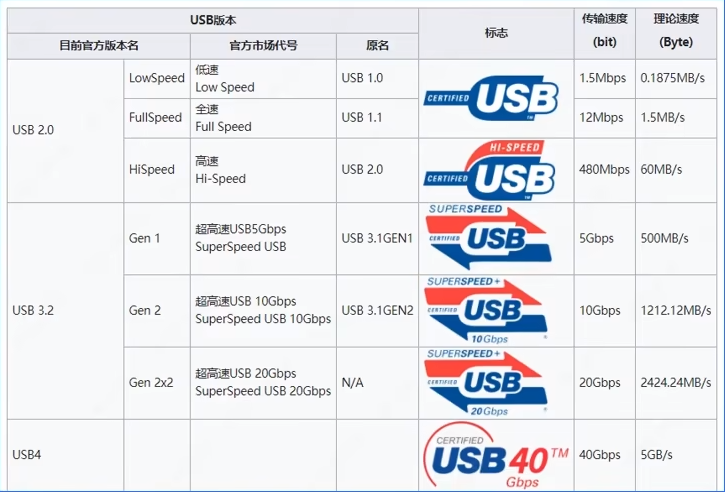 USB版本
标志
传输速度
(bit)
理论速度
(Byte)
目前官方版本名
官方市场代号
原名
USB 2.0
LowSpeed
低速
Low Speed
USB 1.0
CERTIFIED USB™
1.5Mbps
0.1875MB/s
FullSpeed
全速
Full Speed
USB 1.1
12Mbps
1.5MB/s
HiSpeed
高速
Hi-Speed
USB 2.0
HI-SPEED
CERTIFIED USB
480Mbps
60MB/s
USB 3.2
Gen 1
超高速USB5Gbps
SuperSpeed USB
USB 3.1GEN1
SUPERSPEED
CERTIFIED USB
5Gbps
500MB/s
Gen 2
超高速USB 10Gbps
SuperSpeed USB 10Gbps
USB 3.1GEN2
SUPERSPEED+
CERTIFIED USB
10Gbps
10Gbps
1212.12MB/s
Gen 2x2
超高速USB 20Gbps
SuperSpeed USB 20Gbps
N/A
SUPERSPEED+
CERTIFIED USB
20Gbps
20Gbps
2424.24MB/s
USB4
CERTIFIED
USB 40™
Gbps
40Gbps
5GB/s